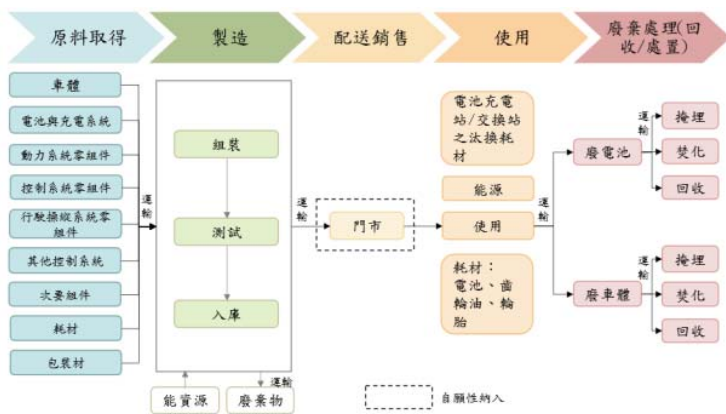 原料取得
製造
配送銷售
使用
廢棄處理(回
收/處置)
車體
電池與充電系統
動力系統零組件
控制系統零組件
行駛操縱系統零
組件
其他控制系統
次要組件
耗材
包裝材
運輸
組裝
測試
入庫
能資源
廢棄物
運輸
運輸
門市
自願性納入
電池充電
站/交換站
之汰換耗
材
能源
使用
耗材：
電池、齒
輪油、輪
胎
運輸
廢電池
運輸
掩埋
焚化
回收
廢車體
運輸
掩埋
焚化
回收